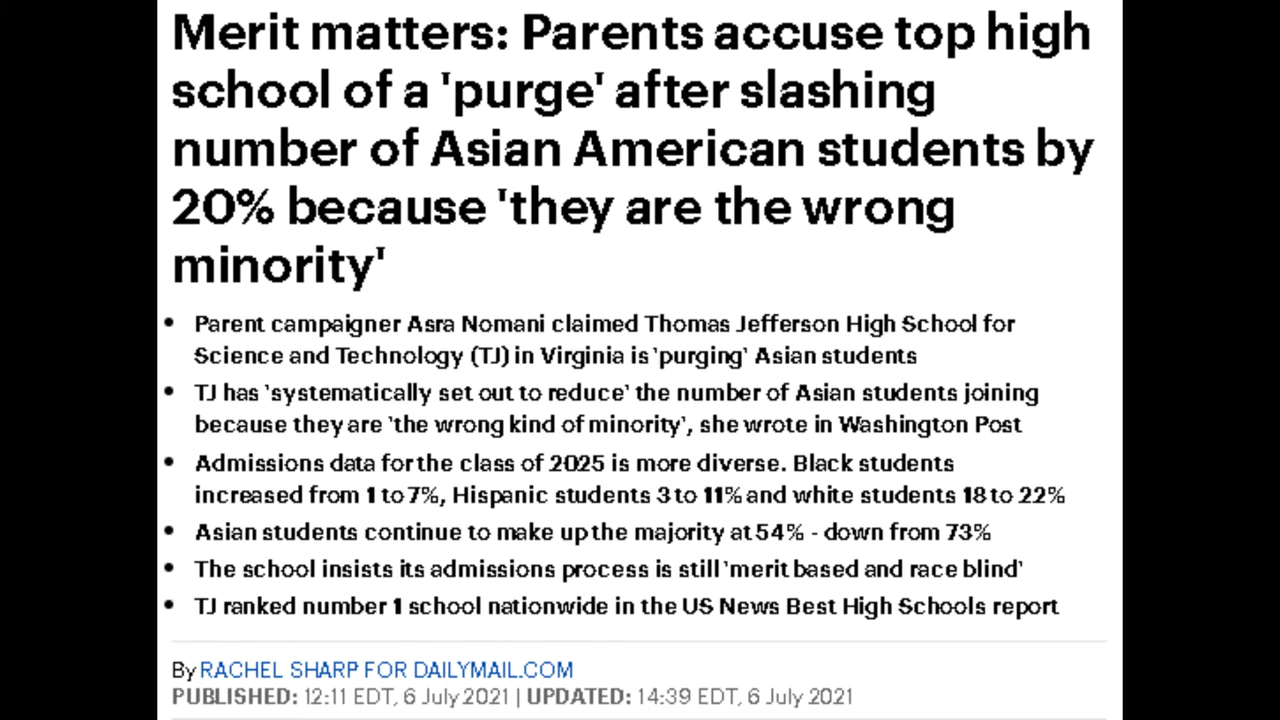 Merit matters: Parents accuse top high
school of a 'purge' after slashing
number of Asian American students by
20% because 'they are the wrong
minority'
• Parent campaigner Asra Nomani claimed Thomas Jefferson High School for
Science and Technology (TJ) in Virginia is 'purging' Asian students
• TJ has 'systematically set out to reduce' the number of Asian students joining
because they are 'the wrong kind of minority', she wrote in Washington Post
• Admissions data for the class of 2025 is more diverse. Black students
increased from 1 to 7%, Hispanic students 3 to 11% and white students 18 to 22%
• Asian students continue to make up the majority at 54% - down from 73%
• The school insists its admissions process is still 'merit based and race blind'
• TJ ranked number 1 school nationwide in the US News Best High Schools report
By RACHEL SHARP FOR DAILYMAIL.COM
PUBLISHED: 12:11 EDT, 6 July 2021 | UPDATED: 14:39 EDT, 6 July 2021